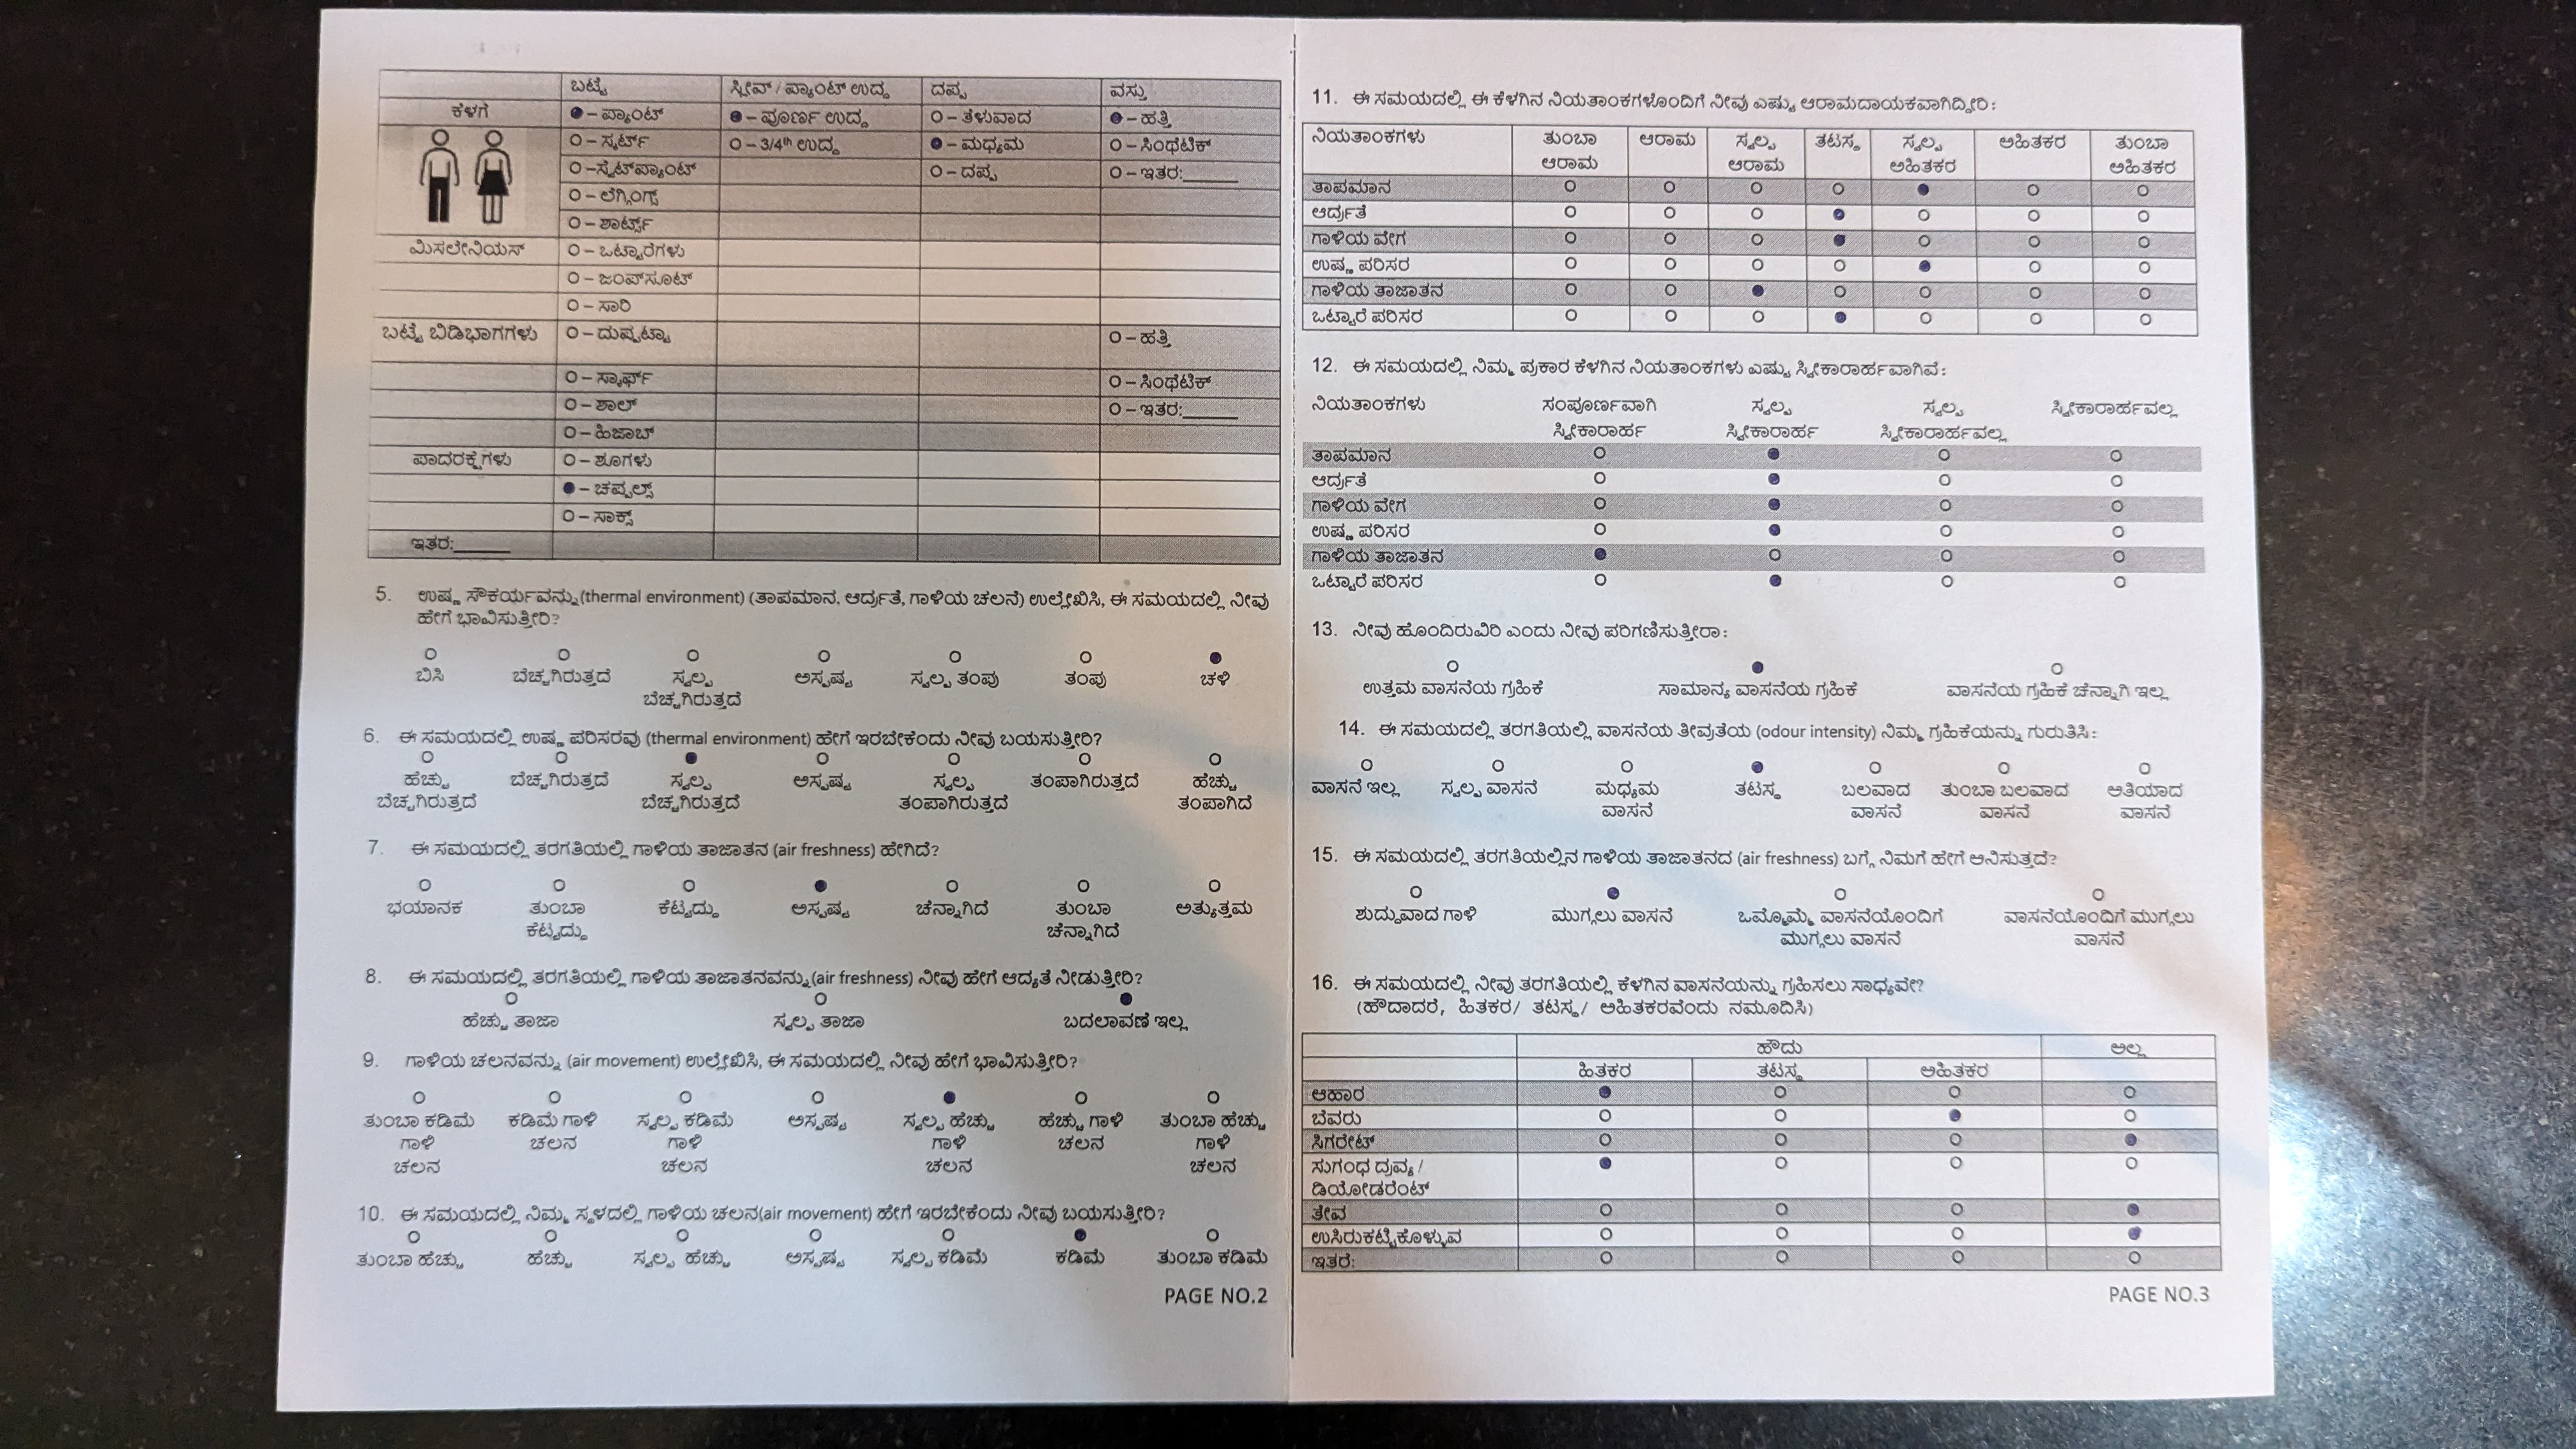 ಬಟ್ಟೆ ಸ್ಲೀವ್ / ಪ್ಯಾಂಟ್ ಉದ್ದ ದಪ್ಪ ವಸ್ತು
ಕೆಳಗೆ – ಪ್ಯಾಂಟ್ – ಪೂರ್ಣ ಉದ್ದ O – ತೆಳುವಾದ – ಹತ್ತಿ
O – ಸ್ಕರ್ಟ್ O – 3/4th ಉದ್ದ – ಮಧ್ಯಮ O – ಸಿಂಥೆಟಿಕ್
O –ಸ್ವೆಟ್‌ಪ್ಯಾಂಟ್ O – ದಪ್ಪ O – ಇತರ:______
O – ಲೆಗ್ಗಿಂಗ್ಸ್
O – ಶಾರ್ಟ್ಸ್
ಮಿಸಲೇನಿಯಸ್ O – ಒಟ್ಟಾರೆಗಳು
O – ಜಂಪ್‌ಸೂಟ್
O – ಸಾರಿ
ಬಟ್ಟೆ ಬಿಡಿಭಾಗಗಳು O – ದುಪ್ಪಟ್ಟಾ O – ಹತ್ತಿ
O – ಸ್ಕಾರ್ಫ್ O – ಸಿಂಥೆಟಿಕ್
O – ಶಾಲ್ O – ಇತರ:______
O – ಹಿಜಾಬ್
ಪಾದರಕ್ಷೆಗಳು O – ಶೂಗಳು
– ಚಪ್ಪಲ್ಸ್
O – ಸಾಕ್ಸ್
ಇತರ:______
5. ಉಷ್ಣ ಸೌಕರ್ಯವನ್ನು (thermal environment) (ತಾಪಮಾನ, ಆರ್ದ್ರತೆ, ಗಾಳಿಯ ಚಲನೆ) ಉಲ್ಲೇಖಿಸಿ, ಈ ಸಮಯದಲ್ಲಿ ನೀವು
ಹೇಗೆ ಭಾವಿಸುತ್ತೀರಿ?
ಬಿಸಿ ಬೆಚ್ಚಗಿರುತ್ತದೆ ಸ್ವಲ್ಪ ಅಸ್ಪಷ್ಟ ಸ್ವಲ್ಪ ತಂಪು ತಂಪು ಚಳಿ
ಬೆಚ್ಚಗಿರುತ್ತದೆ
6. ಈ ಸಮಯದಲ್ಲಿ ಉಷ್ಣ ಪರಿಸರವು (thermal environment) ಹೇಗೆ ಇರಬೇಕೆಂದು ನೀವು ಬಯಸುತ್ತೀರಿ?
ಹೆಚ್ಚು ಬೆಚ್ಚಗಿರುತ್ತದೆ ಸ್ವಲ್ಪ ಅಸ್ಪಷ್ಟ ಸ್ವಲ್ಪ ತಂಪಾಗಿರುತ್ತದೆ ಹೆಚ್ಚು
ಬೆಚ್ಚಗಿರುತ್ತದೆ ಬೆಚ್ಚಗಿರುತ್ತದೆ ತಂಪಾಗಿರುತ್ತದೆ ತಂಪಾಗಿದೆ
7. ಈ ಸಮಯದಲ್ಲಿ ತರಗತಿಯಲ್ಲಿ ಗಾಳಿಯ ತಾಜಾತನ (air freshness) ಹೇಗಿದೆ?
ಭಯಾನಕ ತುಂಬಾ ಕೆಟ್ಟದ್ದು ಅಸ್ಪಷ್ಟ ಚೆನ್ನಾಗಿದೆ ತುಂಬಾ ಅತ್ಯುತ್ತಮ
ಕೆಟ್ಟದ್ದು ಚೆನ್ನಾಗಿದೆ
8. ಈ ಸಮಯದಲ್ಲಿ ತರಗತಿಯಲ್ಲಿ ಗಾಳಿಯ ತಾಜಾತನವನ್ನು (air freshness) ನೀವು ಹೇಗೆ ಆದ್ಯತೆ ನೀಡುತ್ತೀರಿ?
ಹೆಚ್ಚು ತಾಜಾ ಸ್ವಲ್ಪ ತಾಜಾ ಬದಲಾವಣೆ ಇಲ್ಲ
9. ಗಾಳಿಯ ಚಲನವನ್ನು (air movement) ಉಲ್ಲೇಖಿಸಿ, ಈ ಸಮಯದಲ್ಲಿ ನೀವು ಹೇಗೆ ಭಾವಿಸುತ್ತೀರಿ?
ತುಂಬಾ ಕಡಿಮೆ ಕಡಿಮೆ ಗಾಳಿ ಸ್ವಲ್ಪ ಕಡಿಮೆ ಅಸ್ಪಷ್ಟ ಸ್ವಲ್ಪ ಹೆಚ್ಚು ಹೆಚ್ಚು ಗಾಳಿ ತುಂಬಾ ಹೆಚ್ಚು
ಗಾಳಿ ಚಲನ ಗಾಳಿ ಗಾಳಿ ಚಲನ ಗಾಳಿ
ಚಲನ ಚಲನ ಚಲನ ಚಲನ
10. ಈ ಸಮಯದಲ್ಲಿ ನಿಮ್ಮ ಸ್ಥಳದಲ್ಲಿ ಗಾಳಿಯ ಚಲನ(air movement) ಹೇಗೆ ಇರಬೇಕೆಂದು ನೀವು ಬಯಸುತ್ತೀರಿ?
ತುಂಬಾ ಹೆಚ್ಚು ಹೆಚ್ಚು ಸ್ವಲ್ಪ ಹೆಚ್ಚು ಅಸ್ಪಷ್ಟ ಸ್ವಲ್ಪ ಕಡಿಮೆ ಕಡಿಮೆ ತುಂಬಾ ಕಡಿಮೆ
PAGE NO.2
11. ಈ ಸಮಯದಲ್ಲಿ ಈ ಕೆಳಗಿನ ನಿಯತಾಂಕಗಳೊಂದಿಗೆ ನೀವು ಎಷ್ಟು ಆರಾಮದಾಯಕವಾಗಿದ್ದೀರಿ:
ನಿಯತಾಂಕಗಳು ತುಂಬಾ ಆರಾಮ ಸ್ವಲ್ಪ ತಟಸ್ಥ ಸ್ವಲ್ಪ ಅಹಿತಕರ ತುಂಬಾ
ಆರಾಮ ಆರಾಮ ಅಹಿತಕರ ಅಹಿತಕರ
ತಾಪಮಾನ
ಆರ್ದ್ರತೆ
ಗಾಳಿಯ ವೇಗ
ಉಷ್ಣ ಪರಿಸರ
ಗಾಳಿಯ ತಾಜಾತನ
ಒಟ್ಟಾರೆ ಪರಿಸರ
12. ಈ ಸಮಯದಲ್ಲಿ ನಿಮ್ಮ ಪ್ರಕಾರ ಕೆಳಗಿನ ನಿಯತಾಂಕಗಳು ಎಷ್ಟು ಸ್ವೀಕಾರಾರ್ಹವಾಗಿವೆ:
ನಿಯತಾಂಕಗಳು ಸಂಪೂರ್ಣವಾಗಿ ಸ್ವಲ್ಪ ಸ್ವಲ್ಪ ಸ್ವೀಕಾರಾರ್ಹವಲ್ಲ
ಸ್ವೀಕಾರಾರ್ಹ ಸ್ವೀಕಾರಾರ್ಹ ಸ್ವೀಕಾರಾರ್ಹವಲ್ಲ
ತಾಪಮಾನ
ಆರ್ದ್ರತೆ
ಗಾಳಿಯ ವೇಗ
ಉಷ್ಣ ಪರಿಸರ
ಗಾಳಿಯ ತಾಜಾತನ
ಒಟ್ಟಾರೆ ಪರಿಸರ
13. ನೀವು ಹೊಂದಿರುವಿರಿ ಎಂದು ನೀವು ಪರಿಗಣಿಸುತ್ತೀರಾ:
ಉತ್ತಮ ವಾಸನೆಯ ಗ್ರಹಿಕೆ ಸಾಮಾನ್ಯ ವಾಸನೆಯ ಗ್ರಹಿಕೆ ವಾಸನೆಯ ಗ್ರಹಿಕೆ ಚೆನ್ನಾಗಿ ಇಲ್ಲ
14. ಈ ಸಮಯದಲ್ಲಿ ತರಗತಿಯಲ್ಲಿ ವಾಸನೆಯ ತೀವ್ರತೆಯ (odour intensity) ನಿಮ್ಮ ಗ್ರಹಿಕೆಯನ್ನು ಗುರುತಿಸಿ:
ವಾಸನೆ ಇಲ್ಲ ಸ್ವಲ್ಪ ವಾಸನೆ ಮಧ್ಯಮ ತಟಸ್ಥ ಬಲವಾದ ತುಂಬಾ ಬಲವಾದ ಅತಿಯಾದ
ವಾಸನೆ ವಾಸನೆ ವಾಸನೆ ವಾಸನೆ
15. ಈ ಸಮಯದಲ್ಲಿ ತರಗತಿಯಲ್ಲಿನ ಗಾಳಿಯ ತಾಜಾತನದ (air freshness) ಬಗ್ಗೆ ನಿಮಗೆ ಹೇಗೆ ಅನಿಸುತ್ತದೆ?
ಶುದ್ಧವಾದ ಗಾಳಿ ಮುಗ್ಗಲು ವಾಸನೆ ಒಮ್ಮೊಮ್ಮೆ ವಾಸನೆಯೊಂದಿಗೆ ವಾಸನೆಯೊಂದಿಗೆ ಮುಗ್ಗಲು
ಮುಗ್ಗಲು ವಾಸನೆ ವಾಸನೆ
16. ಈ ಸಮಯದಲ್ಲಿ ನೀವು ತರಗತಿಯಲ್ಲಿ ಕೆಳಗಿನ ವಾಸನೆಯನ್ನು ಗ್ರಹಿಸಲು ಸಾಧ್ಯವೇ?
(ಹೌದಾದರೆ, ಹಿತಕರ/ ತಟಸ್ಥ/ ಅಹಿತಕರವೆಂದು ನಮೂದಿಸಿ)
ಹೌದು ಅಲ್ಲ
ಹಿತಕರ ತಟಸ್ಥ ಅಹಿತಕರ
ಆಹಾರ
ಬೆವರು
ಸಿಗರೇಟ್
ಸುಗಂಧ ದ್ರವ್ಯ /
ಡಿಯೋಡರೆಂಟ್
ತೇವ
ಉಸಿರುಕಟ್ಟಿಕೊಳ್ಳುವ
ಇತರೆ:
PAGE NO.3